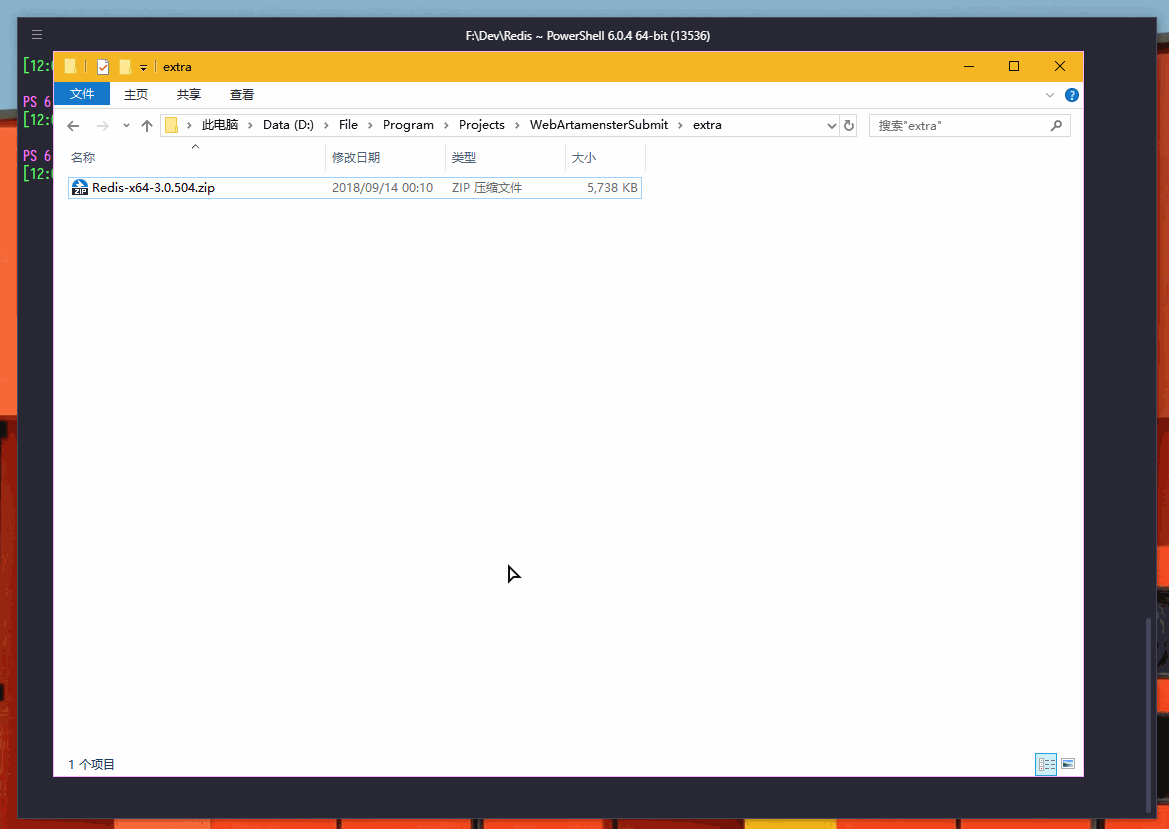 F:\Dev\Redis ~ PowerShell 6.0.4 64-bit (13536)
[12:
extra
文件 主页 共享 查看
PS 6
[12:
此电脑 › Data (D:) › File › Program › Projects › WebArtamensterSubmit › extra
搜索"extra"
名称 修改日期 类型 大小
PS 6
[12:
Redis-x64-3.0.504.zip 2018/09/14 00:10 ZIP 压缩文件 5,738 KB
ZIP
1 个项目